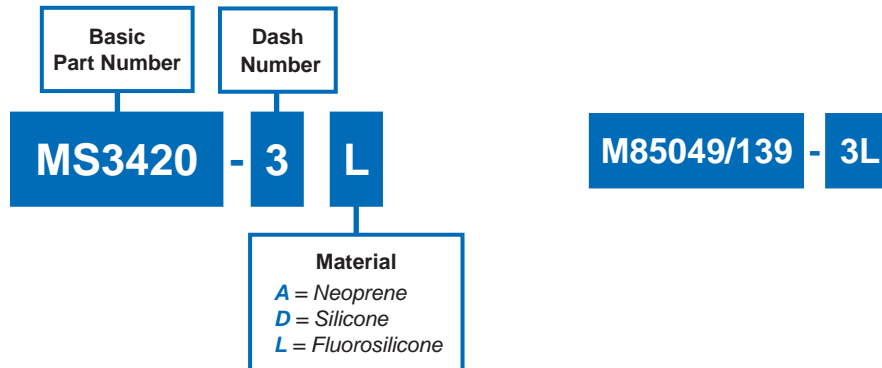 Basic
Part Number
Dash
Number
MS3420 - 3 L
M85049/139 - 3L
Material
A = Neoprene
D = Silicone
L = Fluorosilicone